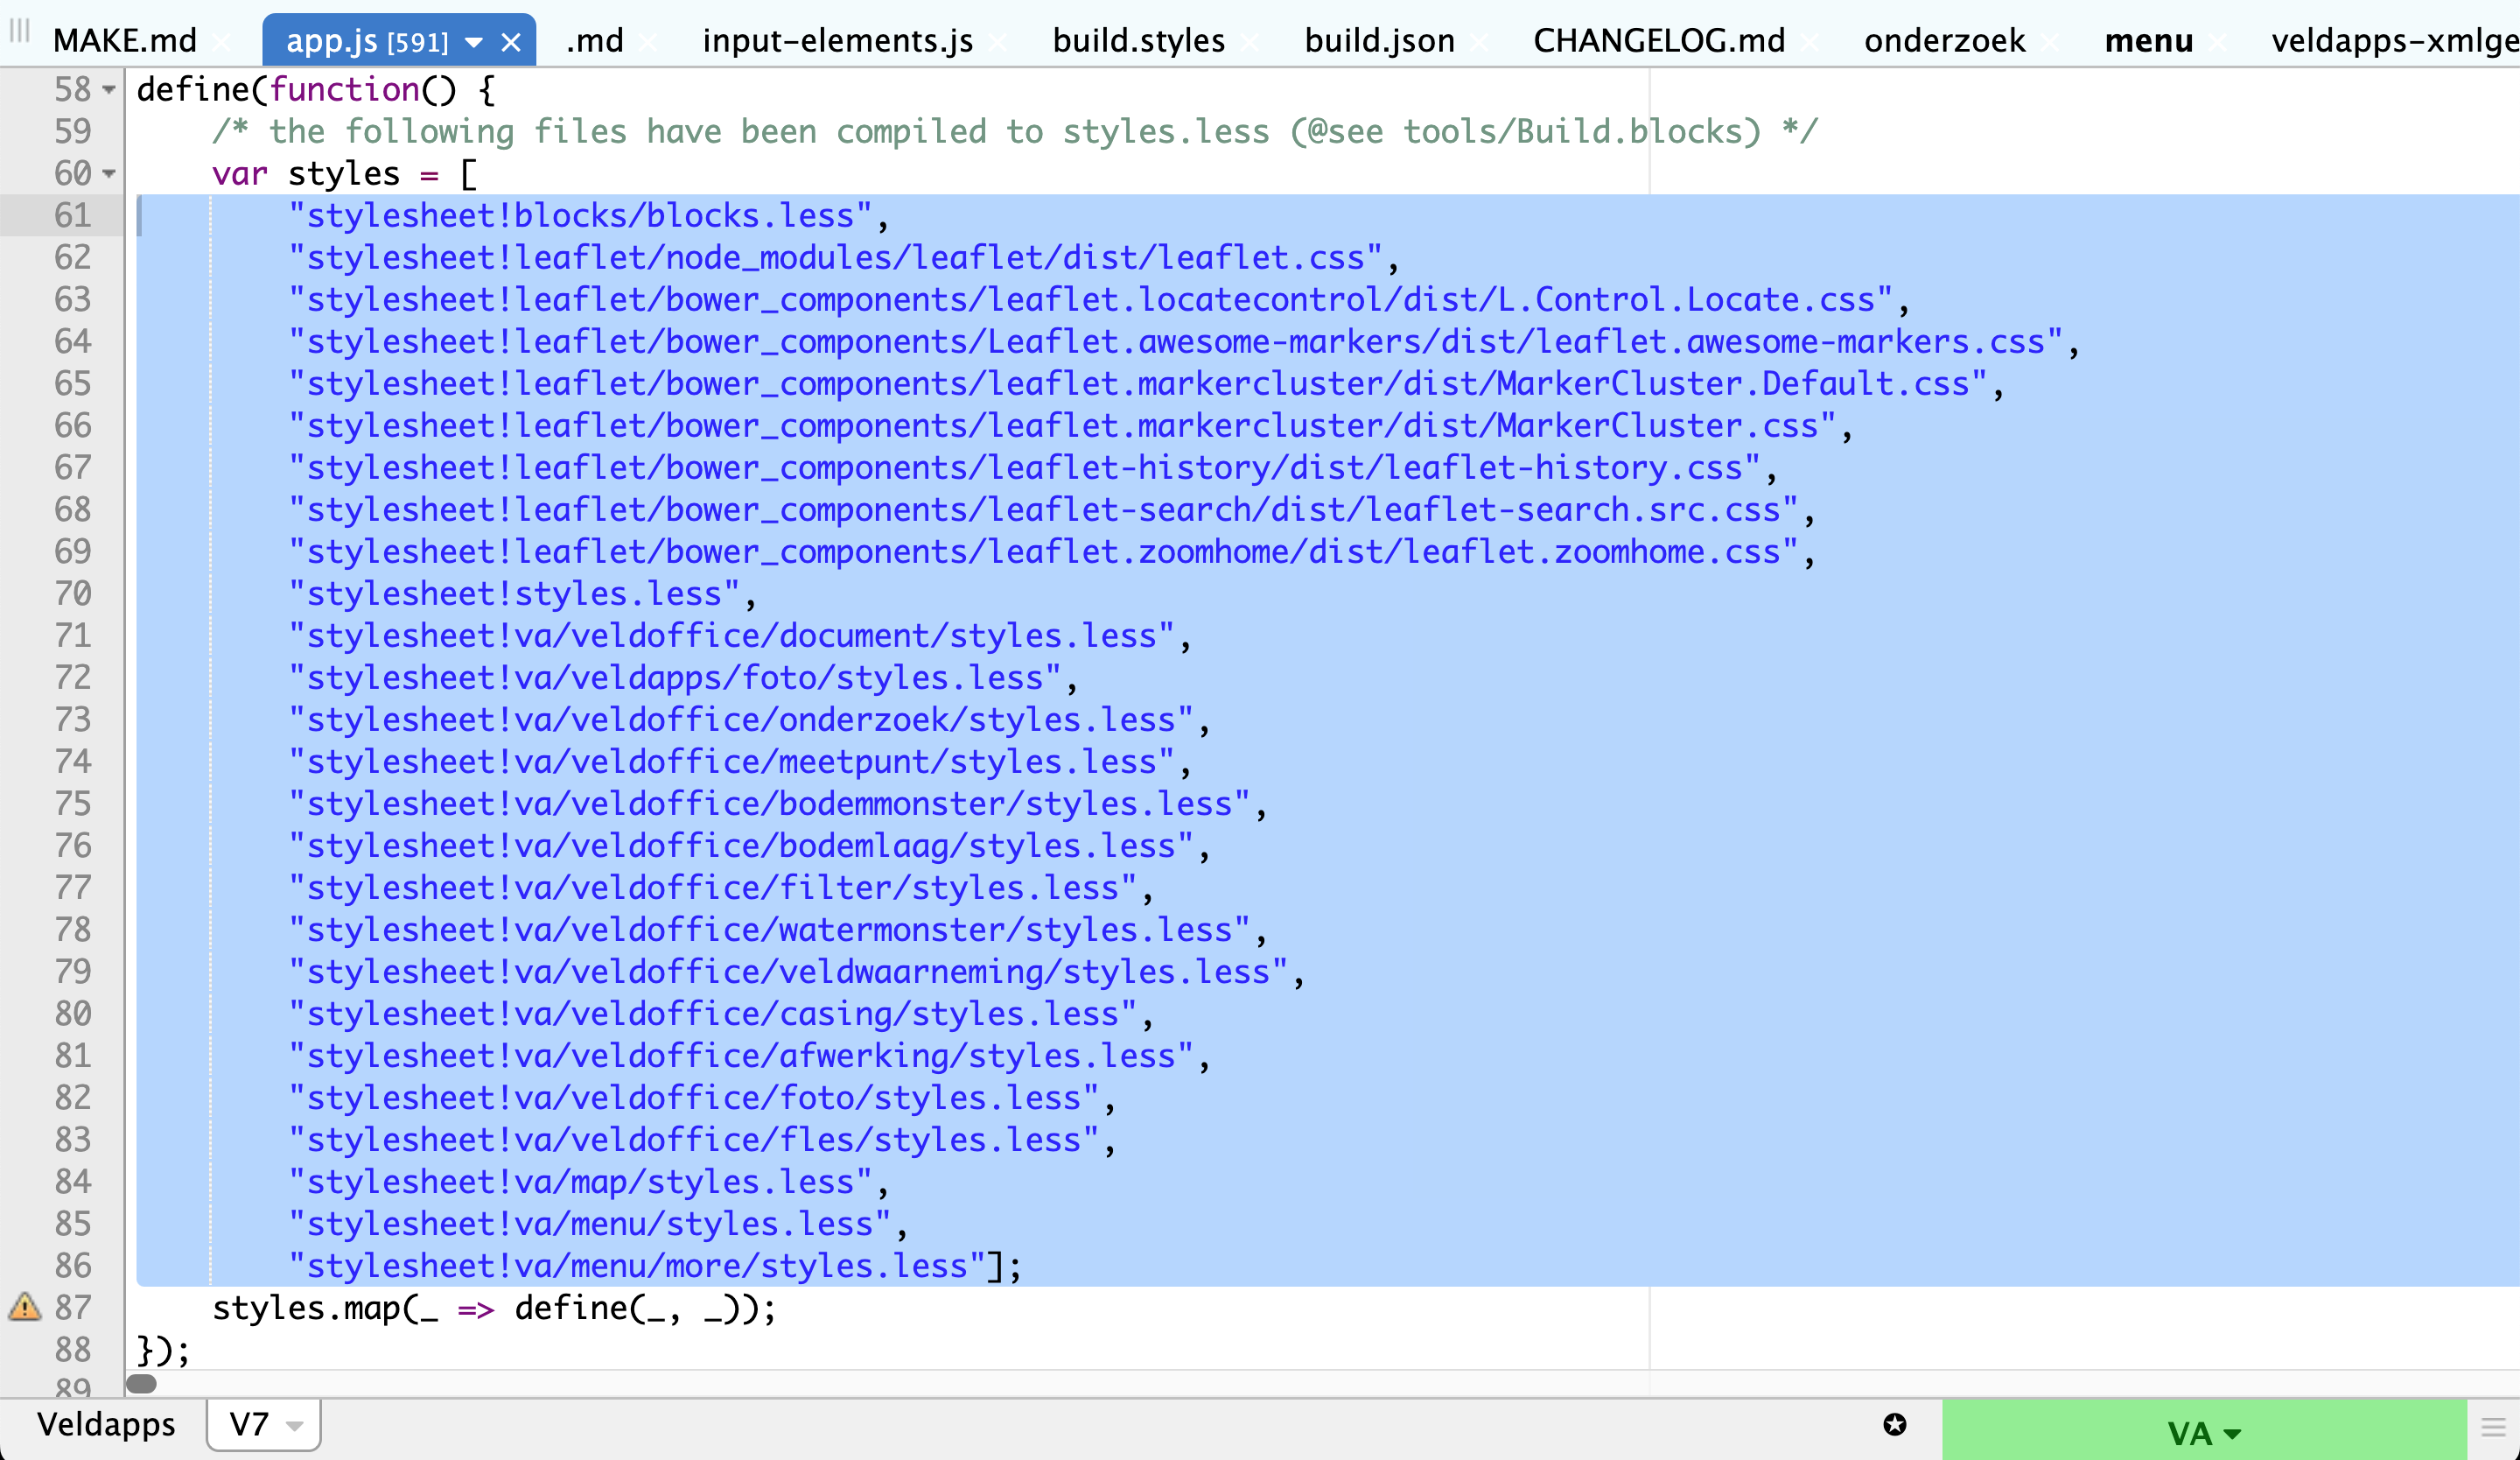 MAKE.md × app.js [591] × .md × input-elements.js × build.styles × build.json × CHANGELOG.md × onderzoek × menu × veldapps-xmlge
58 define(function() {
59 /* the following files have been compiled to styles.less (@see tools/Build.blocks) */
60 var styles = [
61 "stylesheet!blocks/blocks.less",
62 "stylesheet!leaflet/node_modules/leaflet/dist/leaflet.css",
63 "stylesheet!leaflet/bower_components/leaflet.locatecontrol/dist/L.Control.Locate.css",
64 "stylesheet!leaflet/bower_components/Leaflet.awesome-markers/dist/leaflet.awesome-markers.css",
65 "stylesheet!leaflet/bower_components/leaflet.markercluster/dist/MarkerCluster.Default.css",
66 "stylesheet!leaflet/bower_components/leaflet.markercluster/dist/MarkerCluster.css",
67 "stylesheet!leaflet/bower_components/leaflet-history/dist/leaflet-history.css",
68 "stylesheet!leaflet/bower_components/leaflet-search/dist/leaflet-search.src.css",
69 "stylesheet!leaflet/bower_components/leaflet.zoomhome/dist/leaflet.zoomhome.css",
70 "stylesheet!styles.less",
71 "stylesheet!va/veldoffice/document/styles.less",
72 "stylesheet!va/veldapps/foto/styles.less",
73 "stylesheet!va/veldoffice/onderzoek/styles.less",
74 "stylesheet!va/veldoffice/meetpunt/styles.less",
75 "stylesheet!va/veldoffice/bodemmonster/styles.less",
76 "stylesheet!va/veldoffice/bodemlaag/styles.less",
77 "stylesheet!va/veldoffice/filter/styles.less",
78 "stylesheet!va/veldoffice/watermonster/styles.less",
79 "stylesheet!va/veldoffice/veldwaarneming/styles.less",
80 "stylesheet!va/veldoffice/casing/styles.less",
81 "stylesheet!va/veldoffice/afwerking/styles.less",
82 "stylesheet!va/veldoffice/foto/styles.less",
83 "stylesheet!va/veldoffice/fles/styles.less",
84 "stylesheet!va/map/styles.less",
85 "stylesheet!va/menu/styles.less",
86 "stylesheet!va/menu/more/styles.less"];
87 styles.map(_ => define(_, _));
88 });
89
Veldapps V7 VA